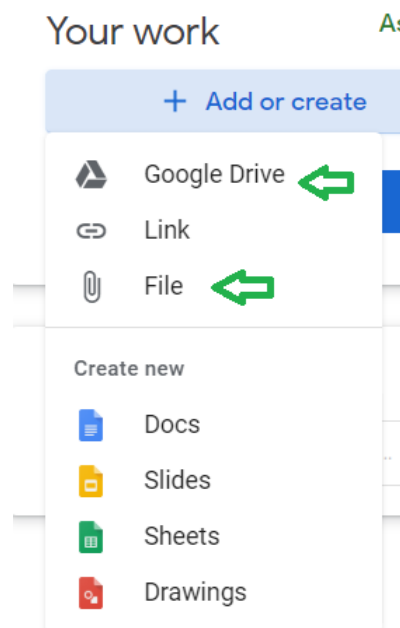 Your work
As
+ Add or create
Google Drive
Link
File
Create new
Docs
Slides
Sheets
Drawings